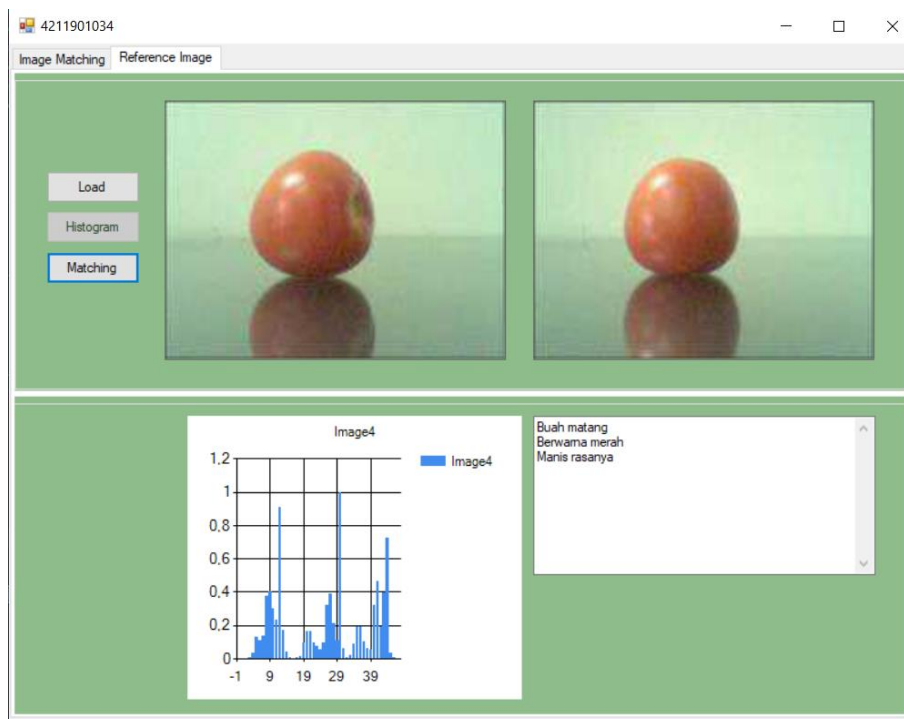 4211901034
Image Matching Reference Image
Load
Histogram
Matching
Image4
Image4
1,2
1
0,8
0,6
0,4
0,2
0
-1 9 19 29 39
Buah matang
Berwarna merah
Manis rasanya